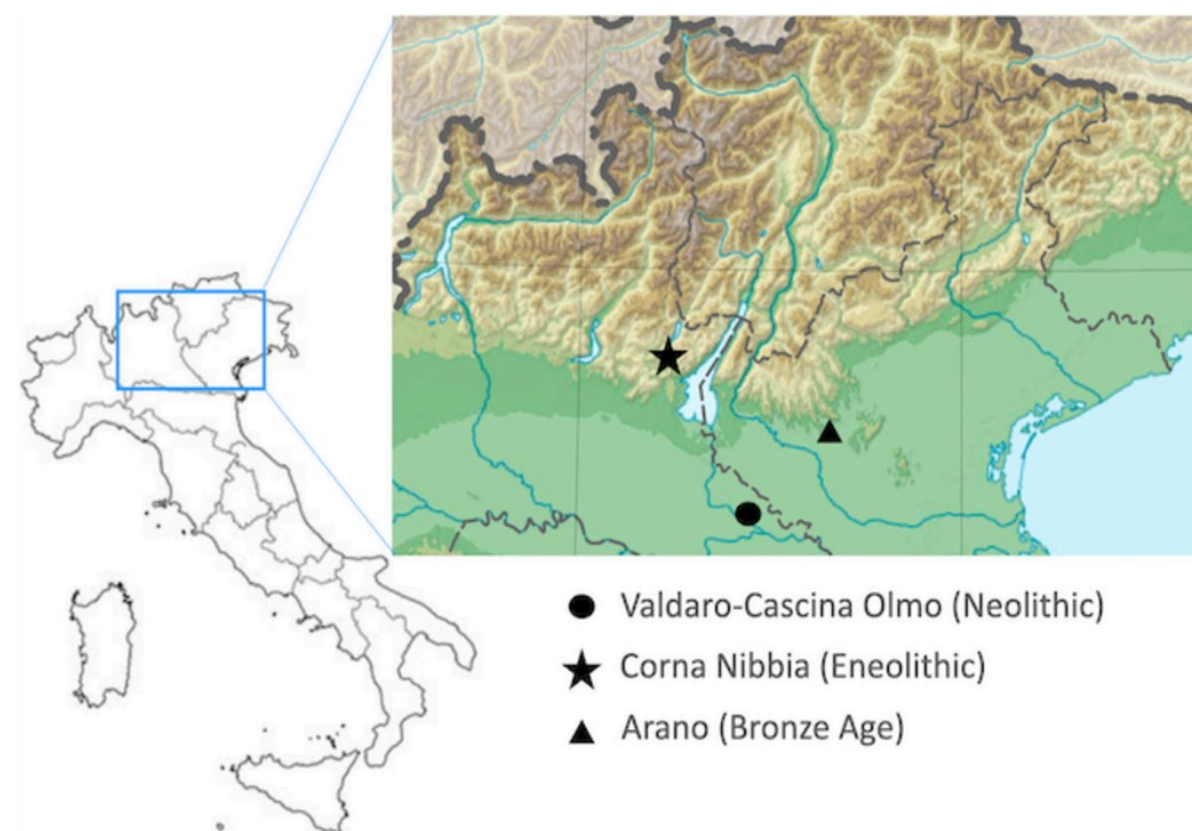 Valdaro-Cascina Olmo (Neolithic)
Corna Nibbia (Eneolithic)
Arano (Bronze Age)